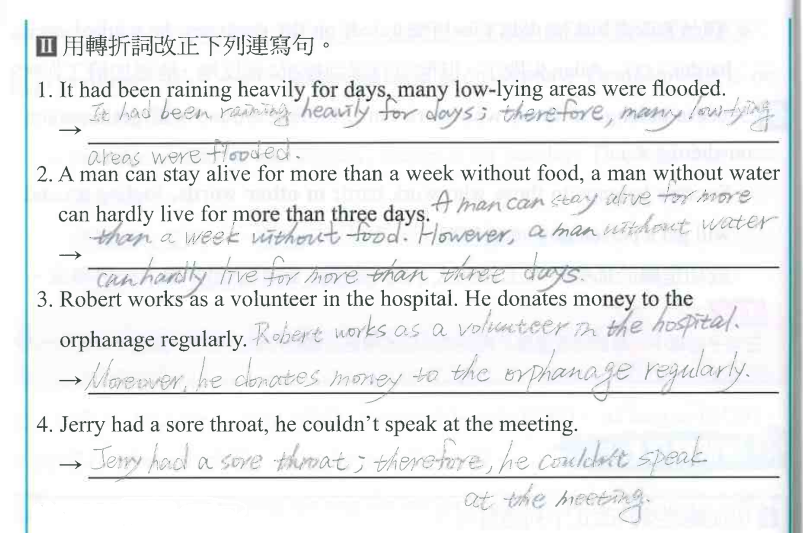 II 用轉折詞改正下列連寫句。
1. It had been raining heavily for days, many low-lying areas were flooded.
→ It had been raining heavily for days; therefore, many low-lying
areas were flooded.
2. A man can stay alive for more than a week without food, a man without water
can hardly live for more than three days. A man can stay alive for more
→ than a week without food. However, a man without water
can hardly live for more than three days.
3. Robert works as a volunteer in the hospital. He donates money to the
orphanage regularly. Robert works as a volunteer in the hospital.
→ Moreover, he donates money to the orphanage regularly.
4. Jerry had a sore throat, he couldn't speak at the meeting.
→ Jerry had a sore throat; therefore, he couldn't speak
at the meeting.